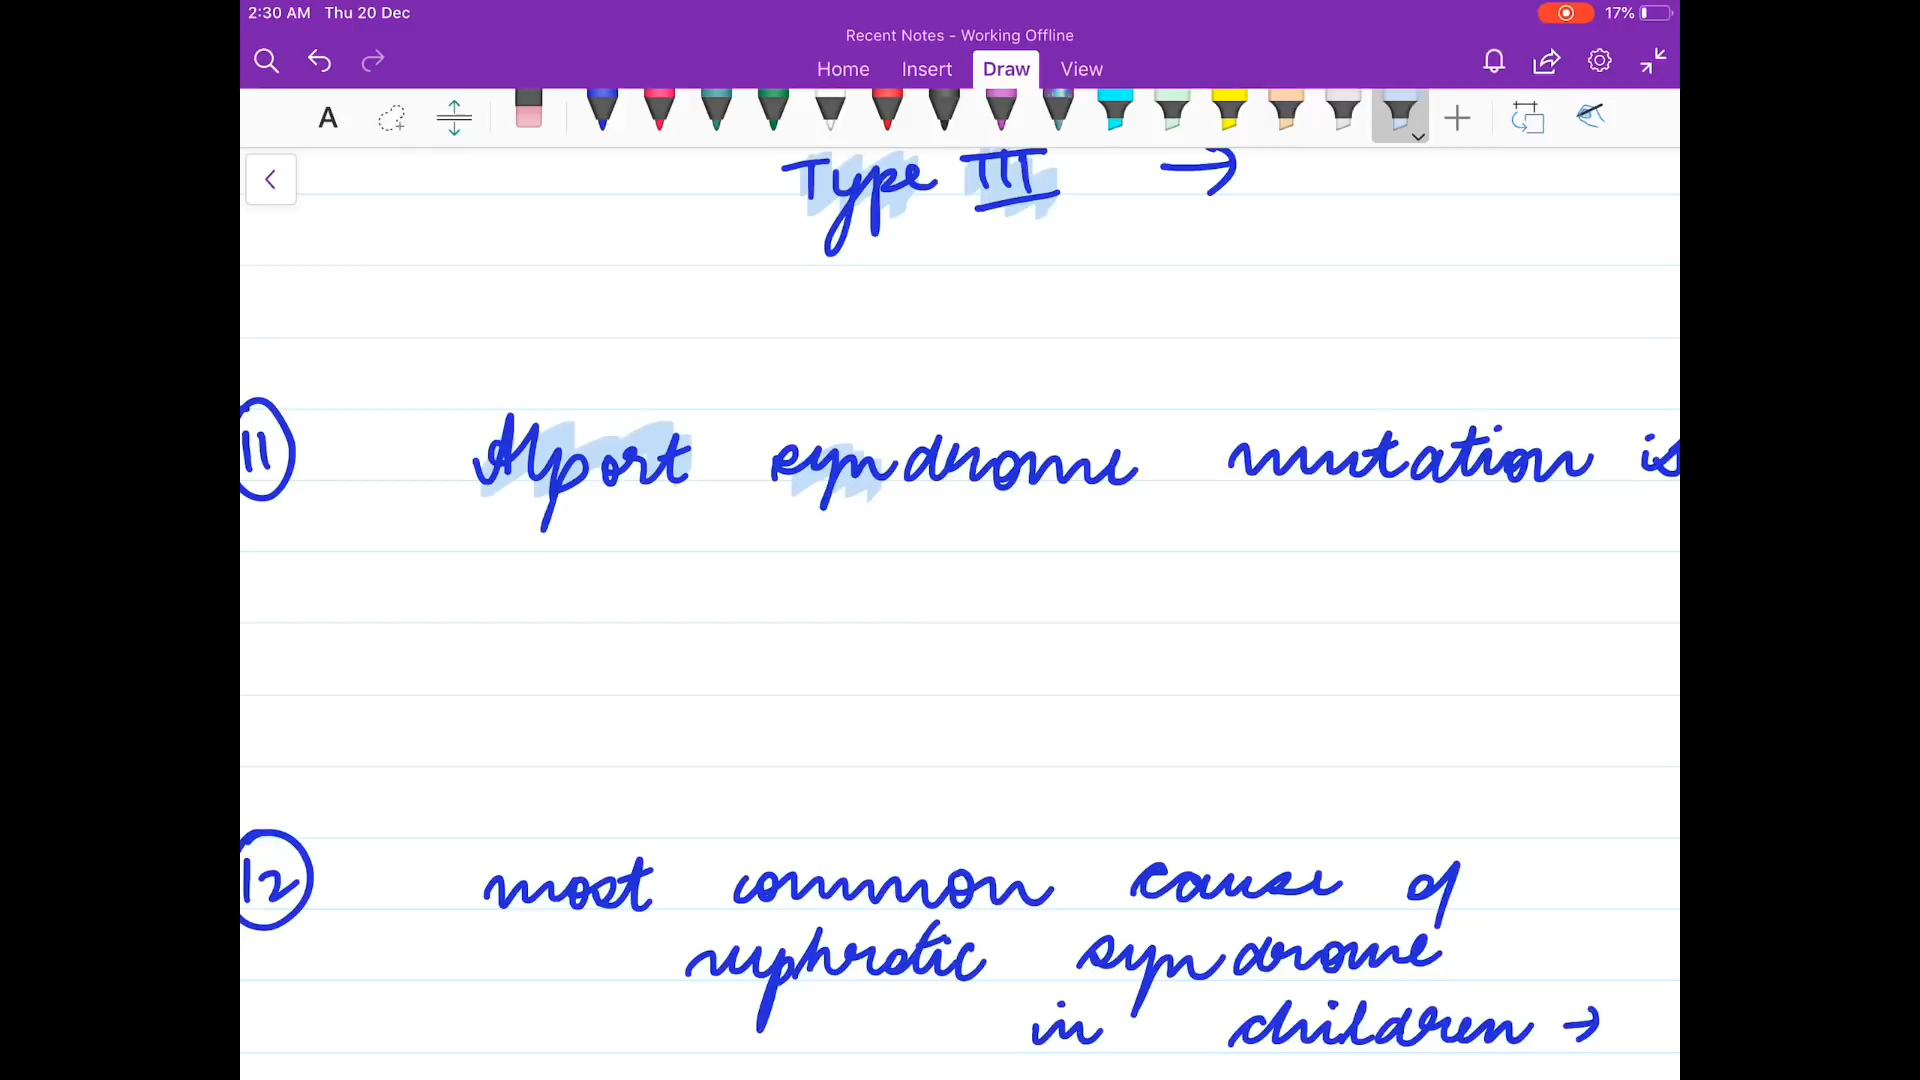 2:30 AM Thu 20 Dec
17%
Recent Notes - Working Offline
Home Insert Draw View
A
Type III →
11 Alport syndrome mutation is
12 most common cause of
nephrotic syndrome
in children →